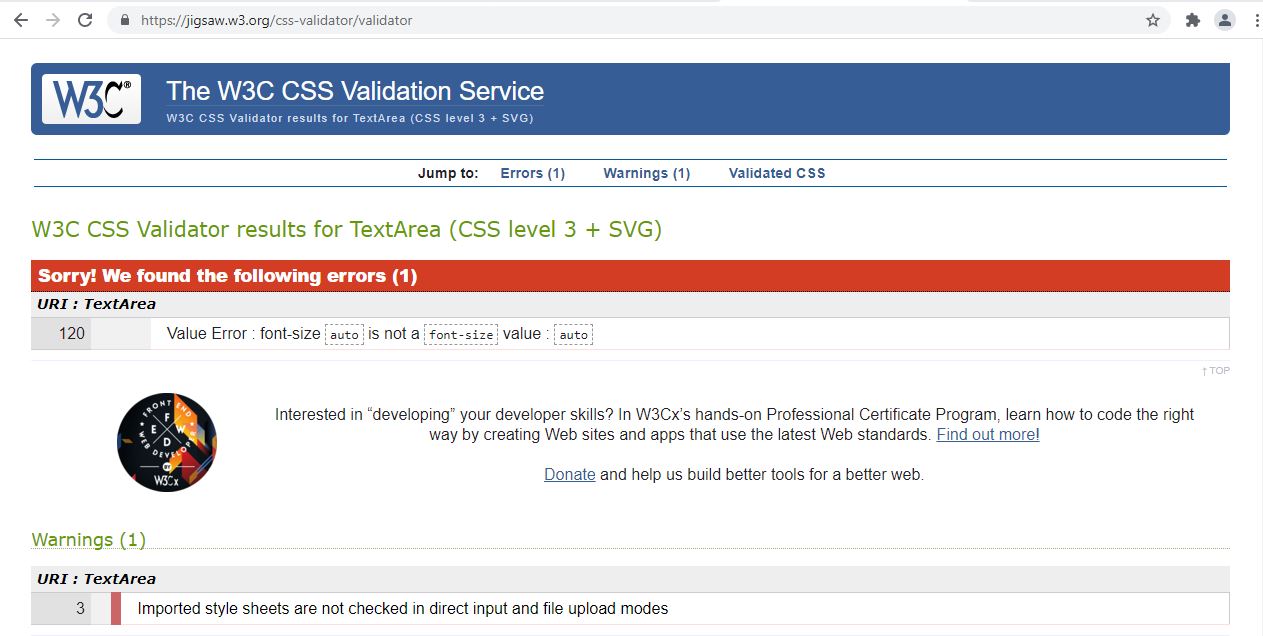 https://jigsaw.w3.org/css-validator/validator
W3C®
The W3C CSS Validation Service
W3C CSS Validator results for TextArea (CSS level 3 + SVG)
Jump to: Errors (1) Warnings (1) Validated CSS
W3C CSS Validator results for TextArea (CSS level 3 + SVG)
Sorry! We found the following errors (1)
URI : TextArea
120 Value Error : font-size auto is not a font-size value : auto
↑ TOP
FRONT END
F
E W
D
WEB DEVELOPER
BY
W3Cx
Interested in “developing” your developer skills? In W3Cx’s hands-on Professional Certificate Program, learn how to code the right
way by creating Web sites and apps that use the latest Web standards. Find out more!
Donate and help us build better tools for a better web.
Warnings (1)
URI : TextArea
3 Imported style sheets are not checked in direct input and file upload modes